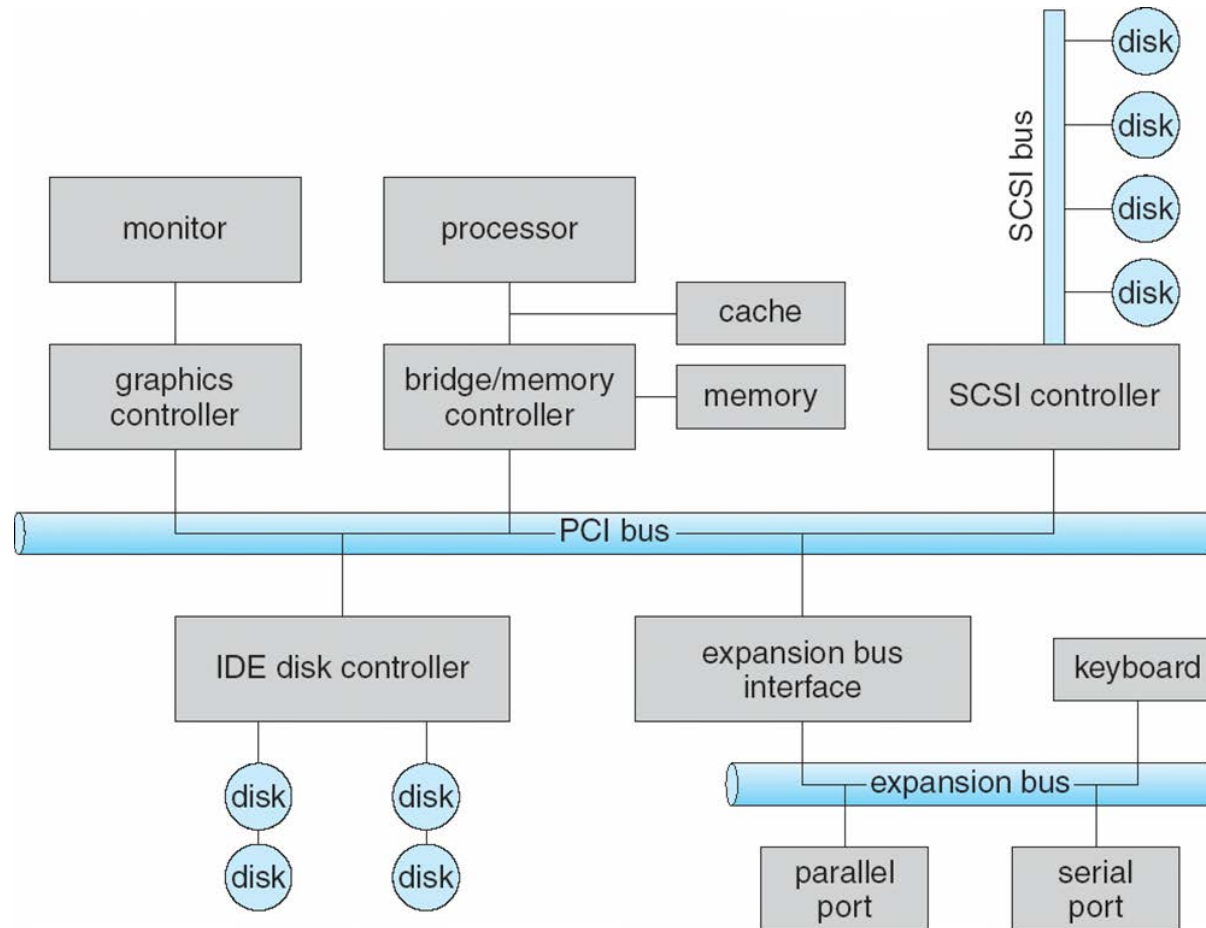 disk
disk
disk
disk
SCSI bus
monitor
processor
cache
graphics
controller
bridge/memory
controller
memory
SCSI controller
PCI bus
IDE disk controller
expansion bus
interface
keyboard
disk
disk
disk
disk
expansion bus
parallel
port
serial
port